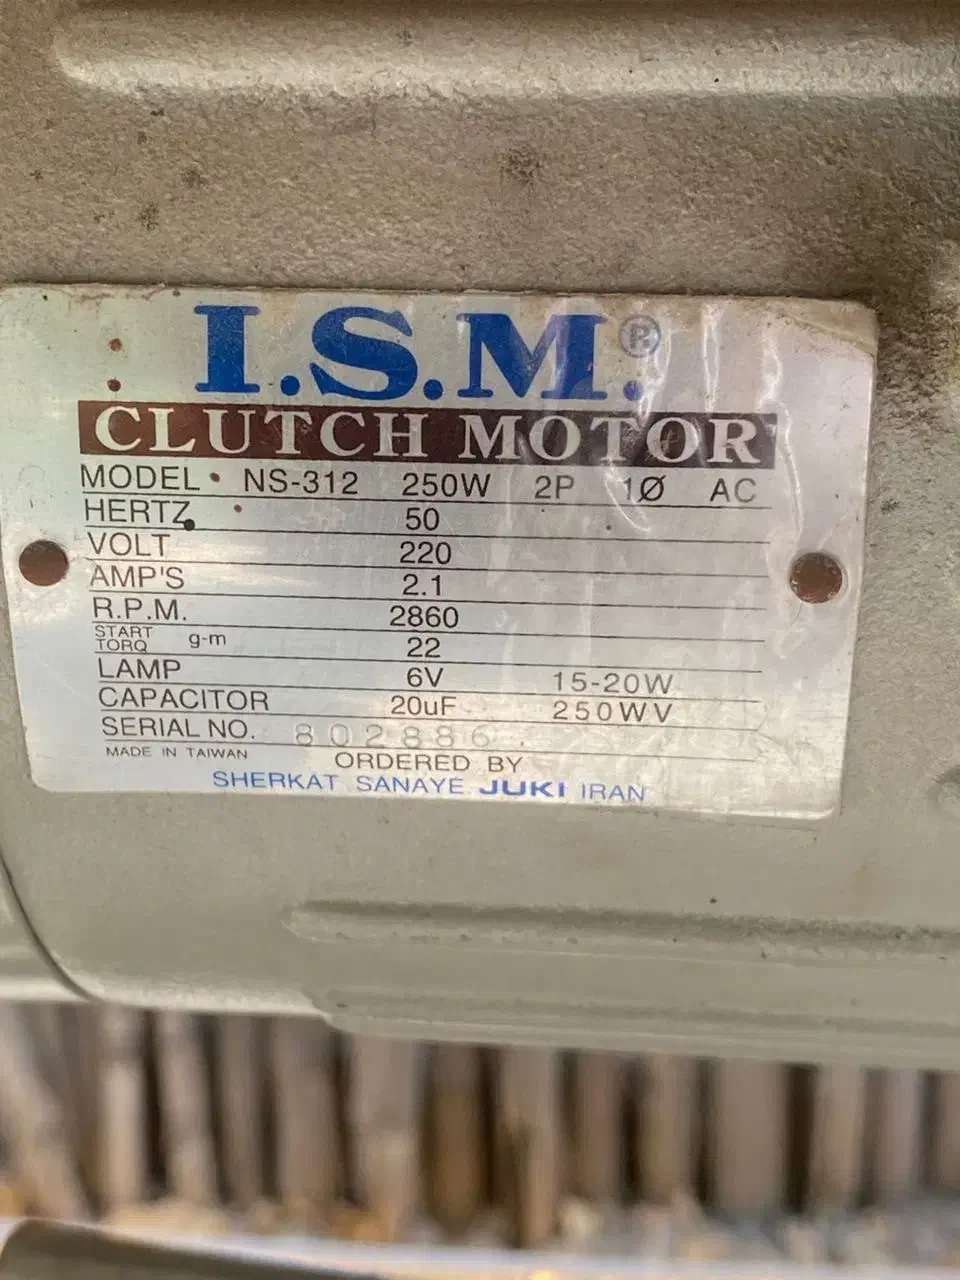 I.S.M.®
CLUTCH MOTOR
MODEL NS-312 250W 2P 1Ø AC
HERTZ 50
VOLT 220
AMP'S 2.1
R.P.M. 2860
START TORQ g-m 22
LAMP 6V 15-20W
CAPACITOR 20uF 250WV
SERIAL NO. 802886
MADE IN TAIWAN ORDERED BY
SHERKAT SANAYE JUKI IRAN